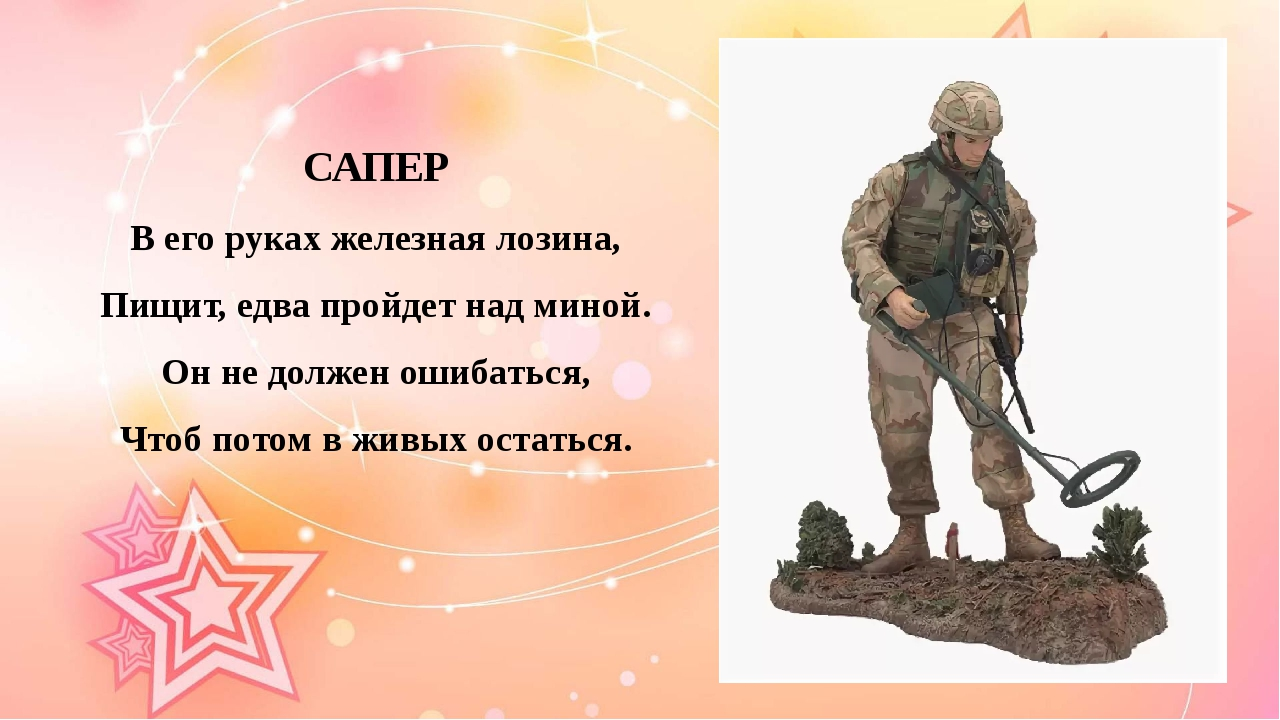 САПЕР
В его руках железная лозина,
Пищит, едва пройдет над миной.
Он не должен ошибаться,
Чтоб потом в живых остаться.